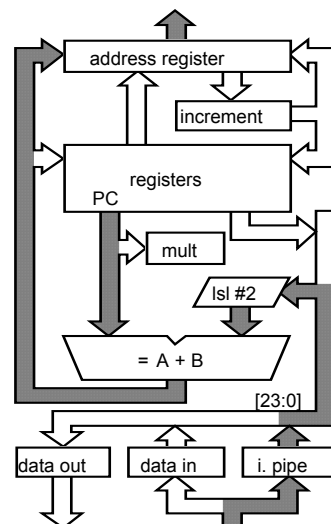 address register
increment
registers
PC
mult
lsl #2
= A + B
[23:0]
data out
data in
i. pipe